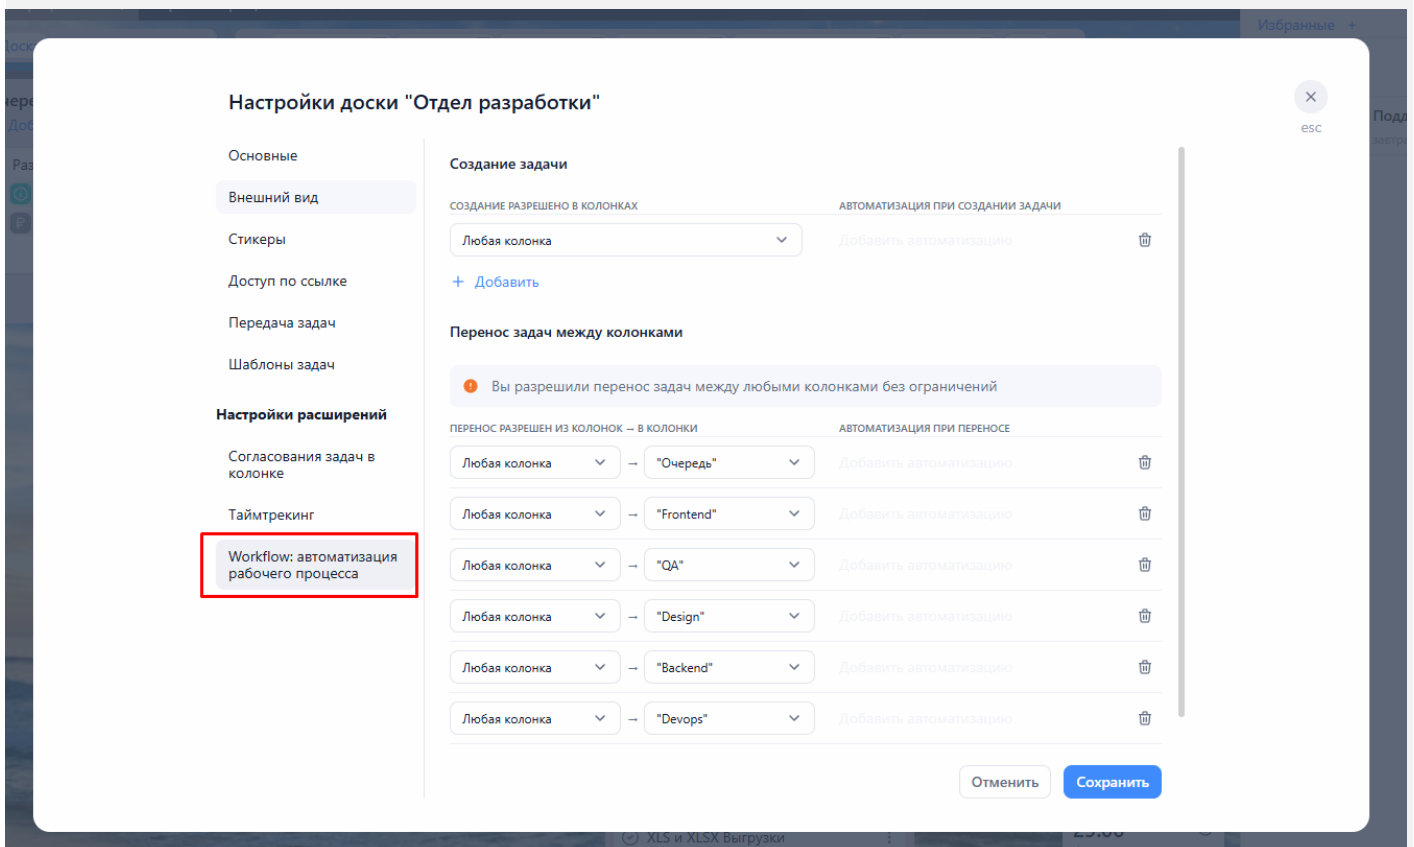 Избранные +
Настройки доски "Отдел разработки"
esc
Основные
Внешний вид
Стикеры
Доступ по ссылке
Передача задач
Шаблоны задач
Настройки расширений
Согласования задач в
колонке
Таймтрекинг
Workflow: автоматизация
рабочего процесса
Создание задачи
СОЗДАНИЕ РАЗРЕШЕНО В КОЛОНКАХ
АВТОМАТИЗАЦИЯ ПРИ СОЗДАНИИ ЗАДАЧИ
Любая колонка
Добавить автоматизацию
+ Добавить
Перенос задач между колонками
Вы разрешили перенос задач между любыми колонками без ограничений
ПЕРЕНОС РАЗРЕШЕН ИЗ КОЛОНОК → В КОЛОНКИ
АВТОМАТИЗАЦИЯ ПРИ ПЕРЕНОСЕ
Любая колонка → "Очередь" Добавить автоматизацию
Любая колонка → "Frontend" Добавить автоматизацию
Любая колонка → "QA" Добавить автоматизацию
Любая колонка → "Design" Добавить автоматизацию
Любая колонка → "Backend" Добавить автоматизацию
Любая колонка → "Devops" Добавить автоматизацию
Отменить
Сохранить
XLS и XLSX Выгрузки